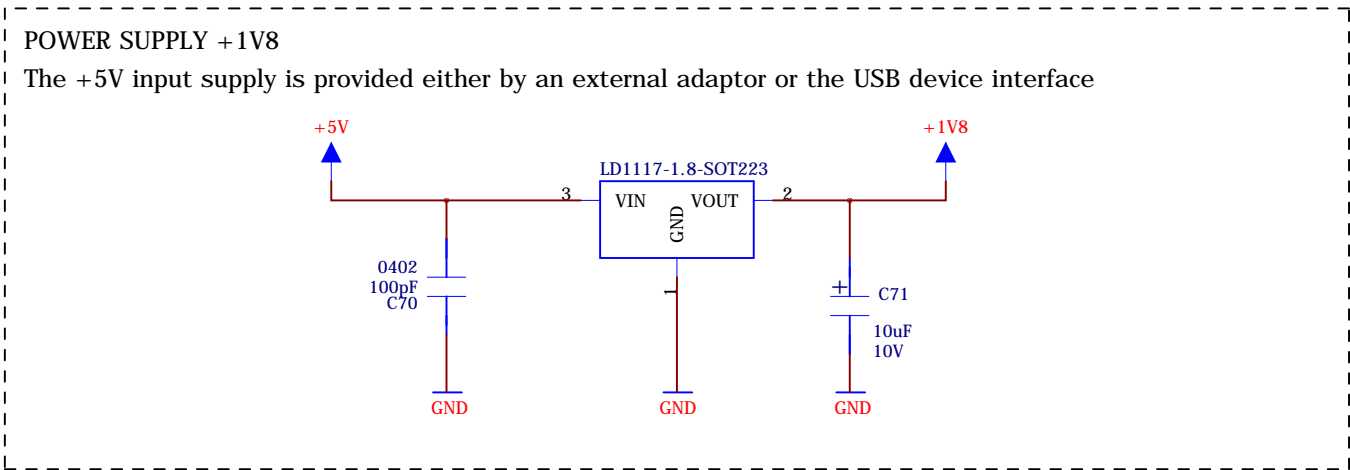 POWER SUPPLY +1V8
The +5V input supply is provided either by an external adaptor or the USB device interface
+5V
+1V8
LD1117-1.8-SOT223
3
VIN
VOUT
2
GND
1
0402
100pF
C70
+
C71
10uF
10V
GND
GND
GND